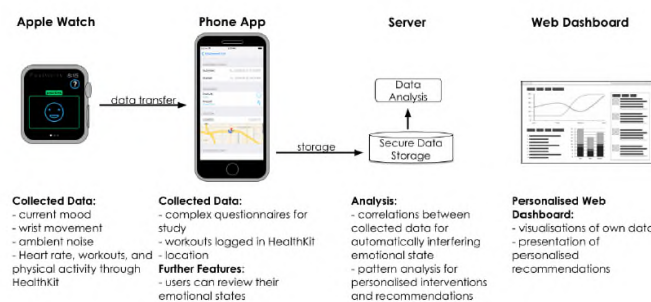 Apple Watch
Phone App
Server
Web Dashboard
data transfer
storage
Data
Analysis
Secure Data
Storage
Collected Data:
- current mood
- wrist movement
- ambient noise
- Heart rate, workouts, and
physical activity through
HealthKit
Collected Data:
- complex questionnaires for
study
- workouts logged in HealthKit
- location
Further Features:
- users can review their
emotional states
Analysis:
- correlations between
collected data for
automatically interfering
emotional state
- pattern analysis for
personalised interventions
and recommendations
Personalised Web
Dashboard:
- visualisations of own data
- presentation of
personalised
recommendations